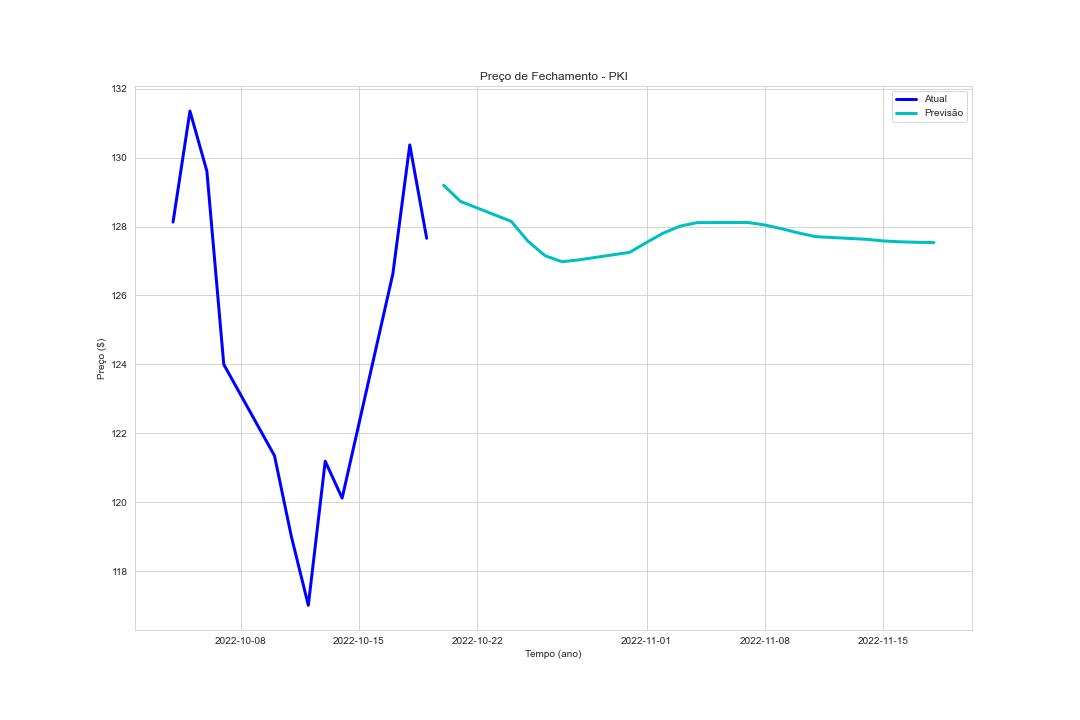 Preço de Fechamento - PKI
Atual
Previsão
132
130
128
126
124
122
120
118
Preço ($)
2022-10-08
2022-10-15
2022-10-22
2022-11-01
2022-11-08
2022-11-15
Tempo (ano)